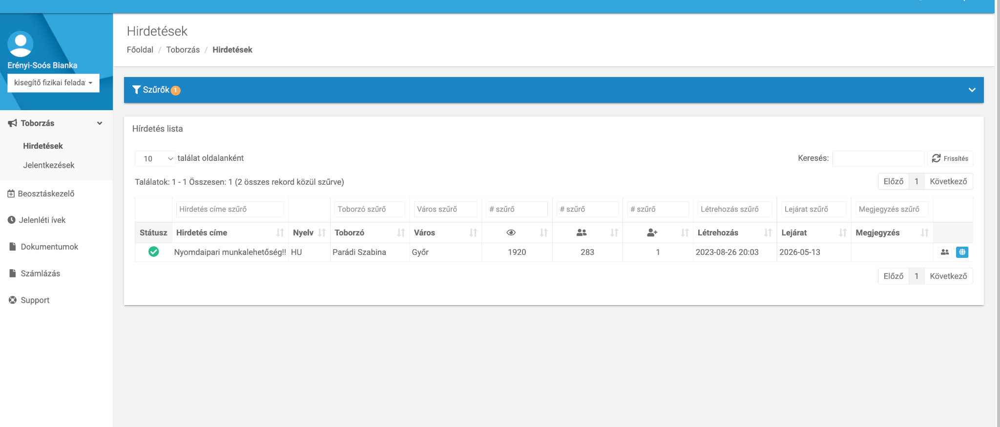 Hirdetések
Főoldal / Toborzás / Hirdetések
Erényi-Soós Bianka
kisegítő fizikai felada
Toborzás
Hirdetések
Jelentkezések
Beosztáskezelő
Jelenléti ívek
Dokumentumok
Számlázás
Support
Szűrők 1
Hírdetés lista
10 találat oldalanként
Keresés: Frissítés
Találatok: 1 - 1 Összesen: 1 (2 összes rekord közül szűrve)
Előző 1 Következő
Hirdetés címe szűrő Toborzó szűrő Város szűrő # szűrő # szűrő # szűrő Létrehozás szűrő Lejárat szűrő Megjegyzés szűrő
Státusz Hirdetés címe Nyelv Toborzó Város Létrehozás Lejárat Megjegyzés
Nyomdaipari munkalehetőség!! HU Parádi Szabina Győr 1920 283 1 2023-08-26 20:03 2026-05-13
Előző 1 Következő